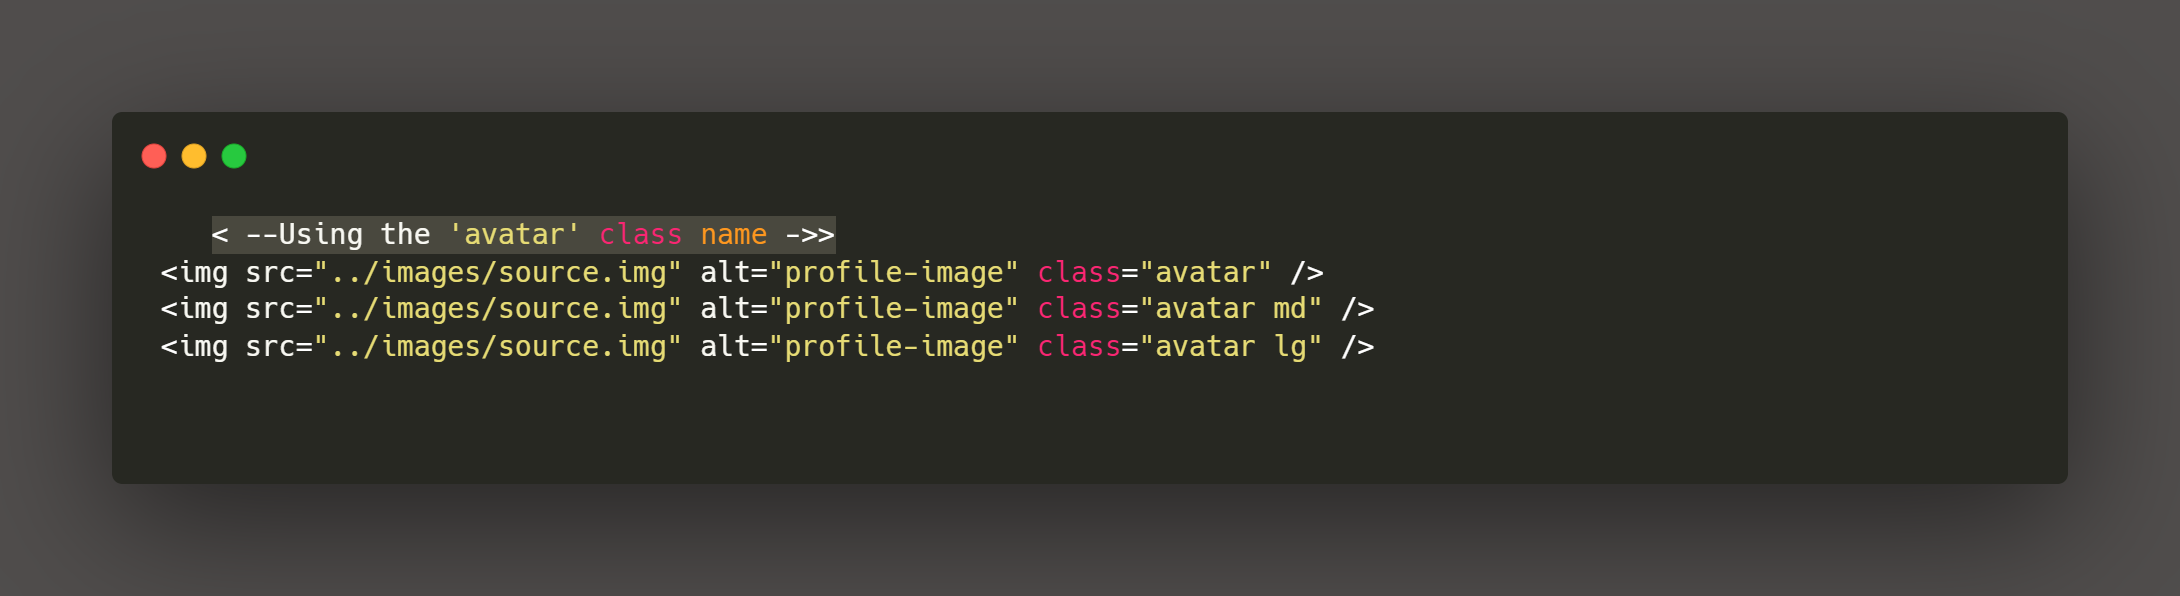 < --Using the 'avatar' class name ->>
<img src="../images/source.img" alt="profile-image" class="avatar" />
<img src="../images/source.img" alt="profile-image" class="avatar md" />
<img src="../images/source.img" alt="profile-image" class="avatar lg" />